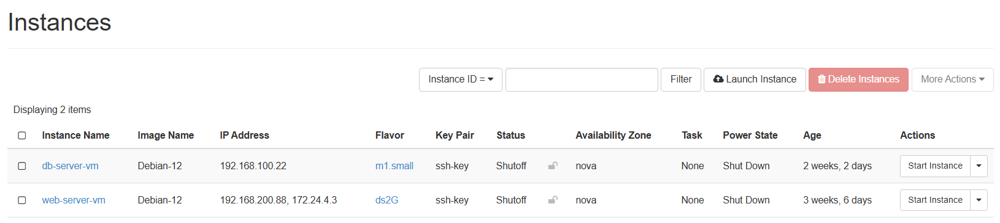 Instances
Instance ID = Filter Launch Instance Delete Instances More Actions
Displaying 2 items
Instance Name Image Name IP Address Flavor Key Pair Status Availability Zone Task Power State Age Actions
db-server-vm Debian-12 192.168.100.22 m1.small ssh-key Shutoff nova None Shut Down 2 weeks, 2 days Start Instance
web-server-vm Debian-12 192.168.200.88, 172.24.4.3 ds2G ssh-key Shutoff nova None Shut Down 3 weeks, 6 days Start Instance